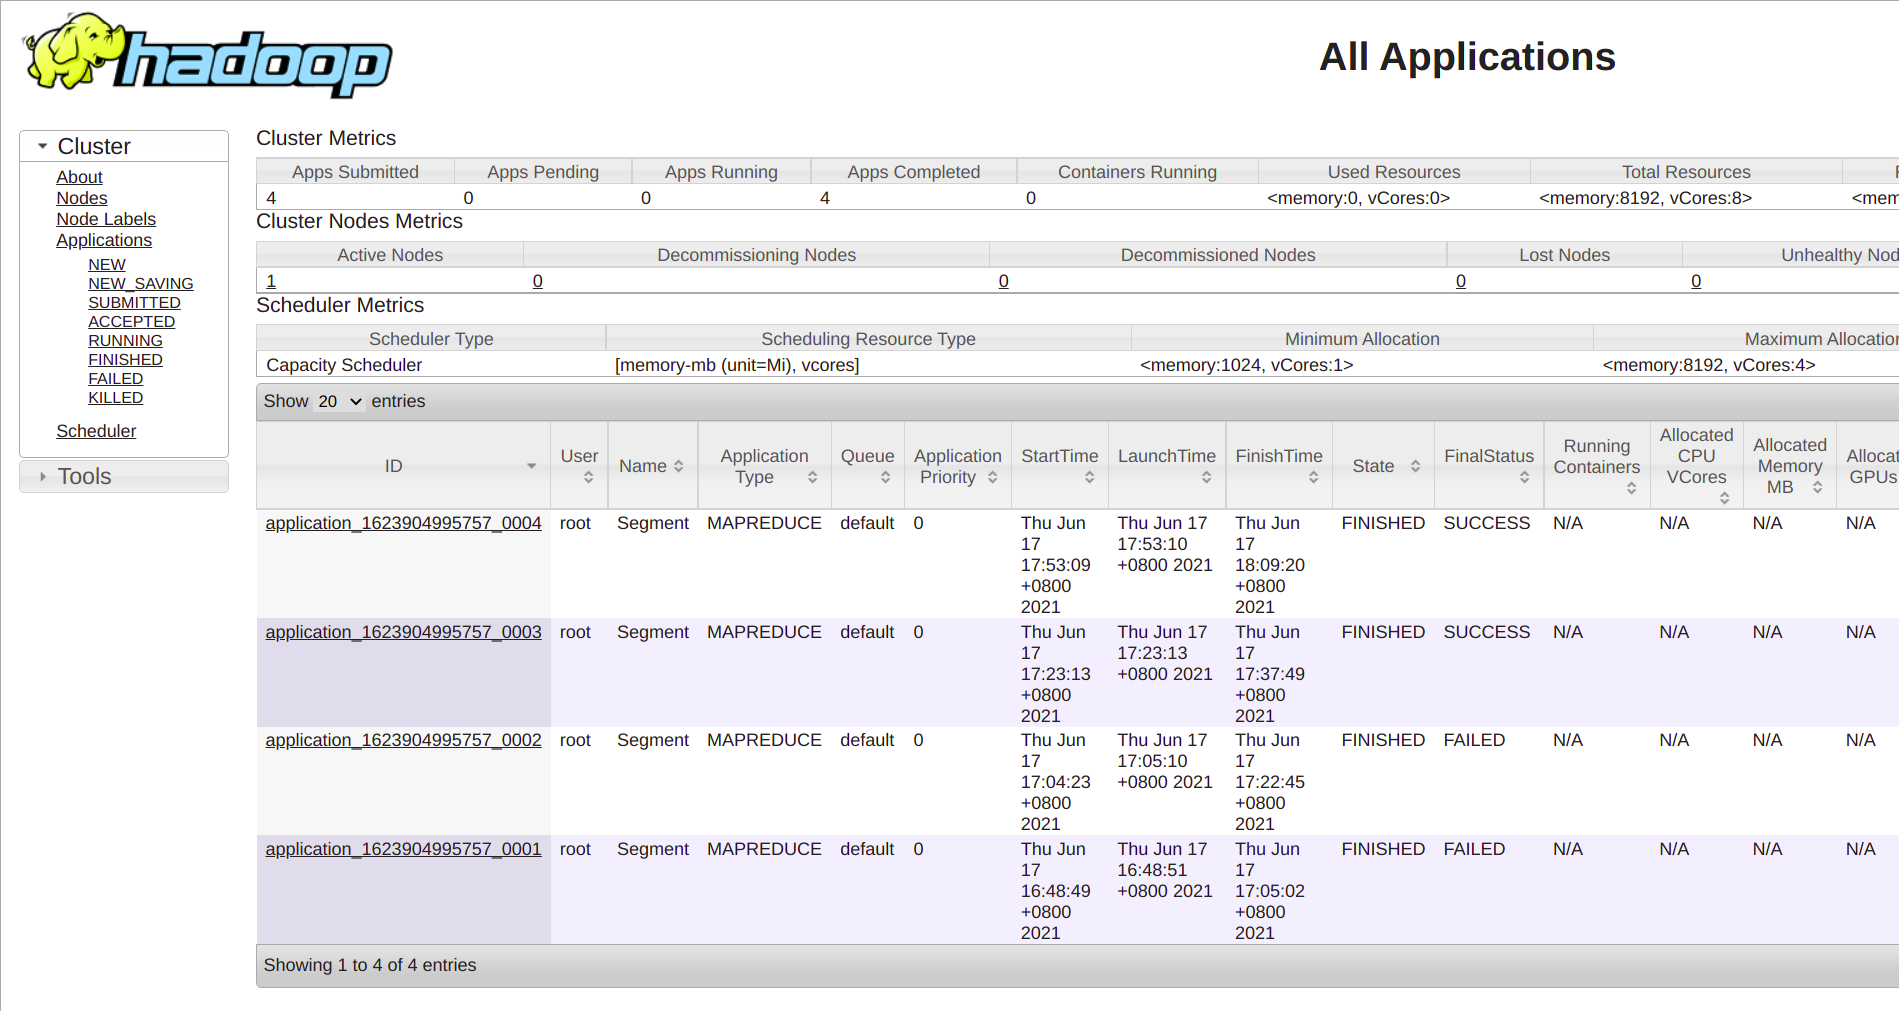 hadoop
All Applications
Cluster
About
Nodes
Node Labels
Applications
NEW
NEW_SAVING
SUBMITTED
ACCEPTED
RUNNING
FINISHED
FAILED
KILLED
Scheduler
Tools
Cluster Metrics
Apps Submitted Apps Pending Apps Running Apps Completed Containers Running Used Resources Total Resources
4 0 0 4 0 <memory:0, vCores:0> <memory:8192, vCores:8> <mem
Cluster Nodes Metrics
Active Nodes Decommissioning Nodes Decommissioned Nodes Lost Nodes Unhealthy Nod
1 0 0 0 0
Scheduler Metrics
Scheduler Type Scheduling Resource Type Minimum Allocation Maximum Allocation
Capacity Scheduler [memory-mb (unit=Mi), vcores] <memory:1024, vCores:1> <memory:8192, vCores:4>
Show 20 entries
ID User Name Application Type Queue Application Priority StartTime LaunchTime FinishTime State FinalStatus Running Containers Allocated CPU VCores Allocated Memory MB Allocat GPUs
application_1623904995757_0004 root Segment MAPREDUCE default 0 Thu Jun 17 17:53:09 +0800 2021 Thu Jun 17 17:53:10 +0800 2021 Thu Jun 17 18:09:20 +0800 2021 FINISHED SUCCESS N/A N/A N/A N/A
application_1623904995757_0003 root Segment MAPREDUCE default 0 Thu Jun 17 17:23:13 +0800 2021 Thu Jun 17 17:23:13 +0800 2021 Thu Jun 17 17:37:49 +0800 2021 FINISHED SUCCESS N/A N/A N/A N/A
application_1623904995757_0002 root Segment MAPREDUCE default 0 Thu Jun 17 17:04:23 +0800 2021 Thu Jun 17 17:05:10 +0800 2021 Thu Jun 17 17:22:45 +0800 2021 FINISHED FAILED N/A N/A N/A N/A
application_1623904995757_0001 root Segment MAPREDUCE default 0 Thu Jun 17 16:48:49 +0800 2021 Thu Jun 17 16:48:51 +0800 2021 Thu Jun 17 17:05:02 +0800 2021 FINISHED FAILED N/A N/A N/A N/A
Showing 1 to 4 of 4 entries